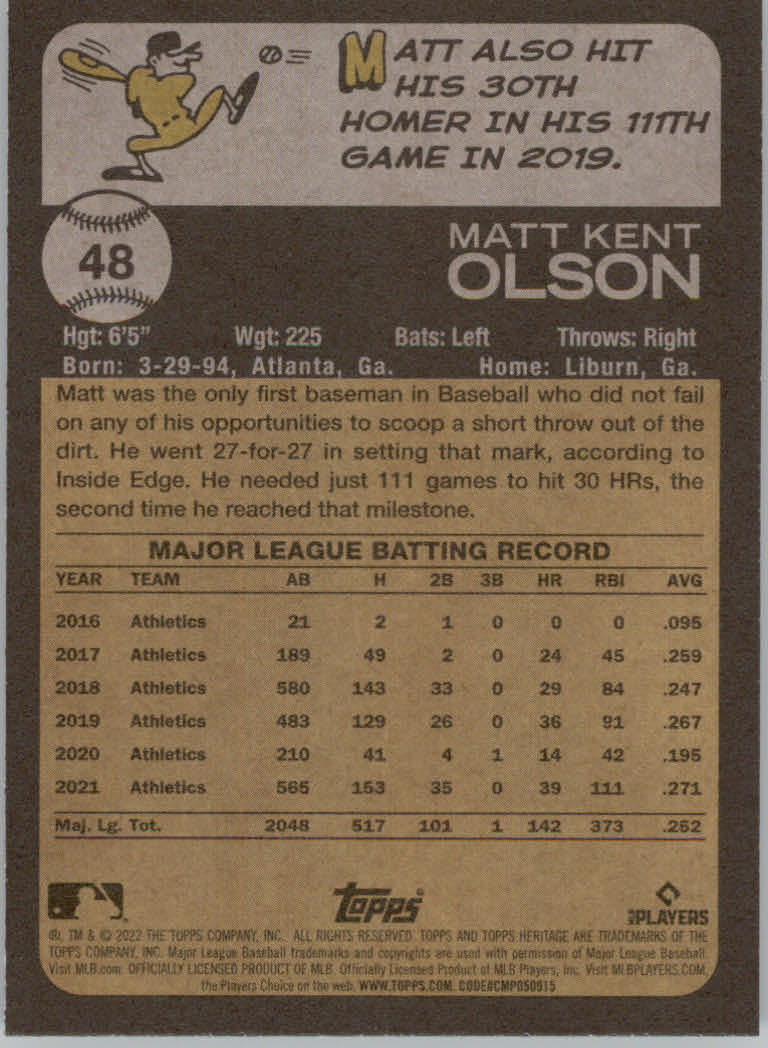 MATT ALSO HIT
HIS 30TH
HOMER IN HIS 111TH
GAME IN 2019.
48
MATT KENT
OLSON
Hgt: 6'5" Wgt: 225 Bats: Left Throws: Right
Born: 3-29-94, Atlanta, Ga. Home: Liburn, Ga.
Matt was the only first baseman in Baseball who did not fail
on any of his opportunities to scoop a short throw out of the
dirt. He went 27-for-27 in setting that mark, according to
Inside Edge. He needed just 111 games to hit 30 HRs, the
second time he reached that milestone.
MAJOR LEAGUE BATTING RECORD
YEAR TEAM AB H 2B 3B HR RBI AVG
2016 Athletics 21 2 1 0 0 0 .095
2017 Athletics 189 49 2 0 24 45 .259
2018 Athletics 580 143 33 0 29 84 .247
2019 Athletics 483 129 26 0 36 91 .267
2020 Athletics 210 41 4 1 14 42 .195
2021 Athletics 565 153 35 0 39 111 .271
Maj. Lg. Tot. 2048 517 101 1 142 373 .252
topps
PLAYERS
®, TM & © 2022 THE TOPPS COMPANY, INC. ALL RIGHTS RESERVED. TOPPS AND TOPPS HERITAGE ARE TRADEMARKS OF THE
TOPPS COMPANY, INC. Major League Baseball trademarks and copyrights are used with permission of Major League Baseball.
Visit MLB.com. OFFICIALLY LICENSED PRODUCT OF MLB. Officially Licensed Product of MLB Players, Inc. Visit MLBPLAYERS.COM,
the Players Choice on the web. WWW.TOPPS.COM. CODE#CMP050915